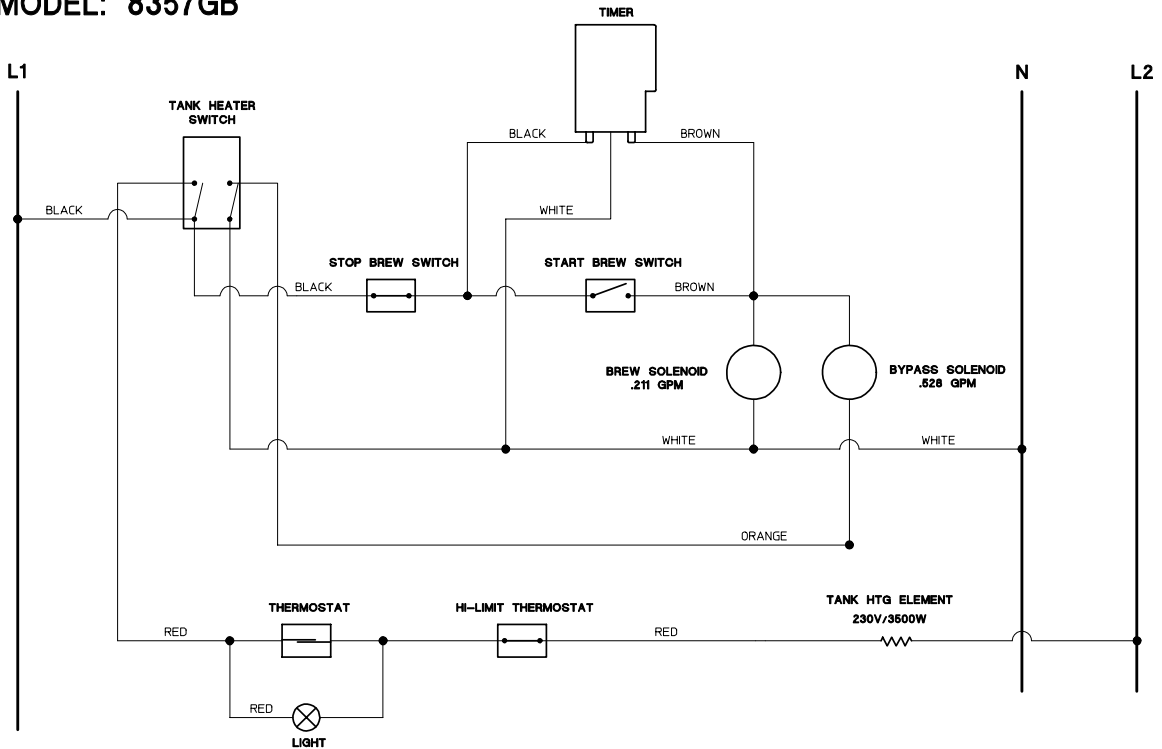 MODEL: 8357GB
TIMER
L1
N
L2
TANK HEATER
SWITCH
BLACK
BROWN
BLACK
WHITE
STOP BREW SWITCH
START BREW SWITCH
BLACK
BROWN
BREW SOLENOID
.211 GPM
BYPASS SOLENOID
.528 GPM
WHITE
WHITE
ORANGE
THERMOSTAT
HI-LIMIT THERMOSTAT
TANK HTG ELEMENT
230V/3500W
RED
RED
RED
LIGHT